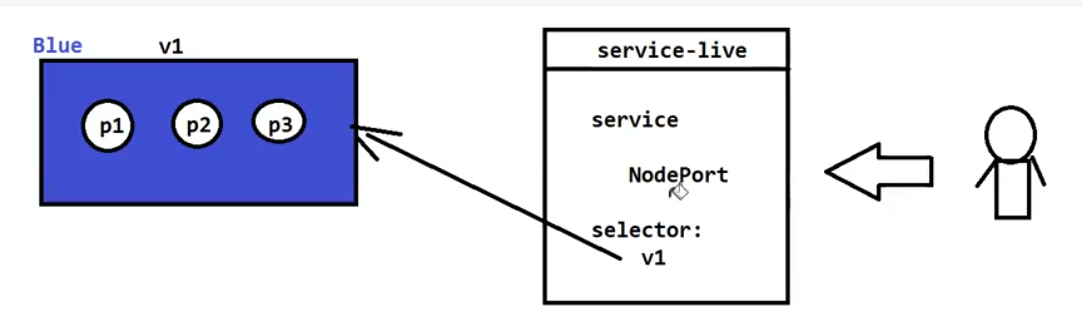 Blue v1
p1 p2 p3
service-live
service
NodePort
selector:
v1